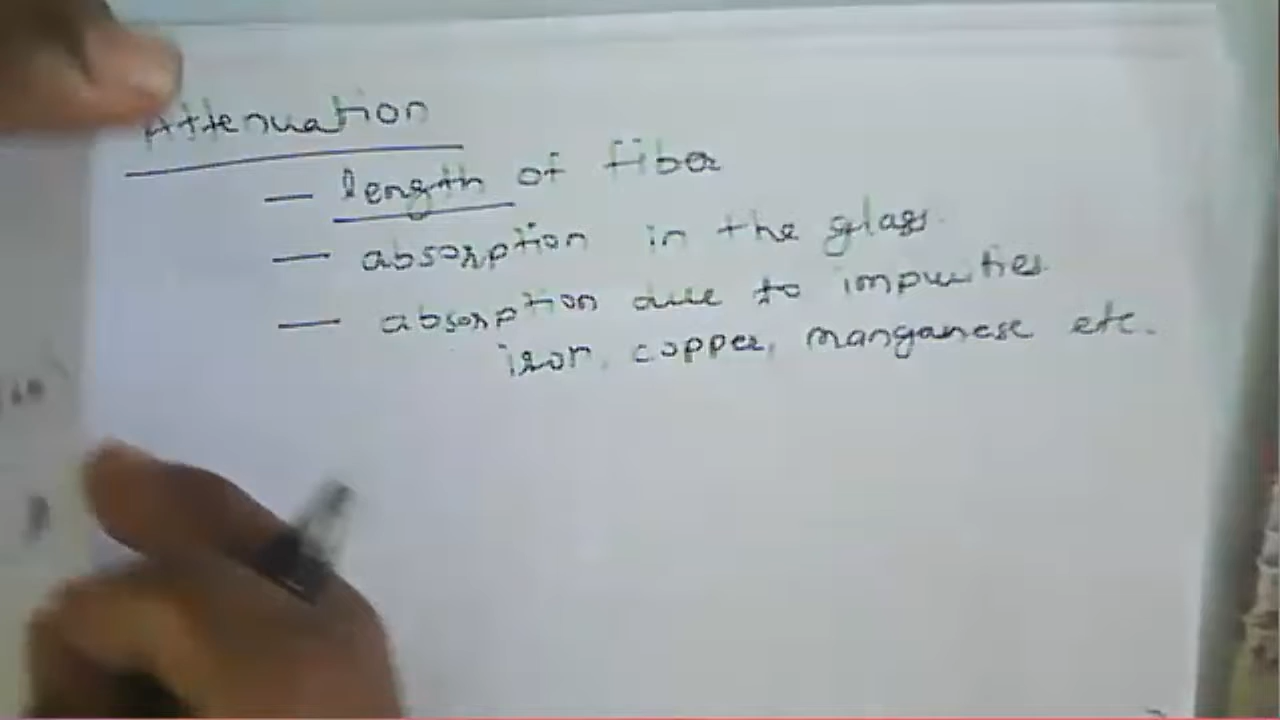 Attenuation
— length of fiber
— absorption in the glass.
— absorption due to impurities
iron, copper, manganese etc.